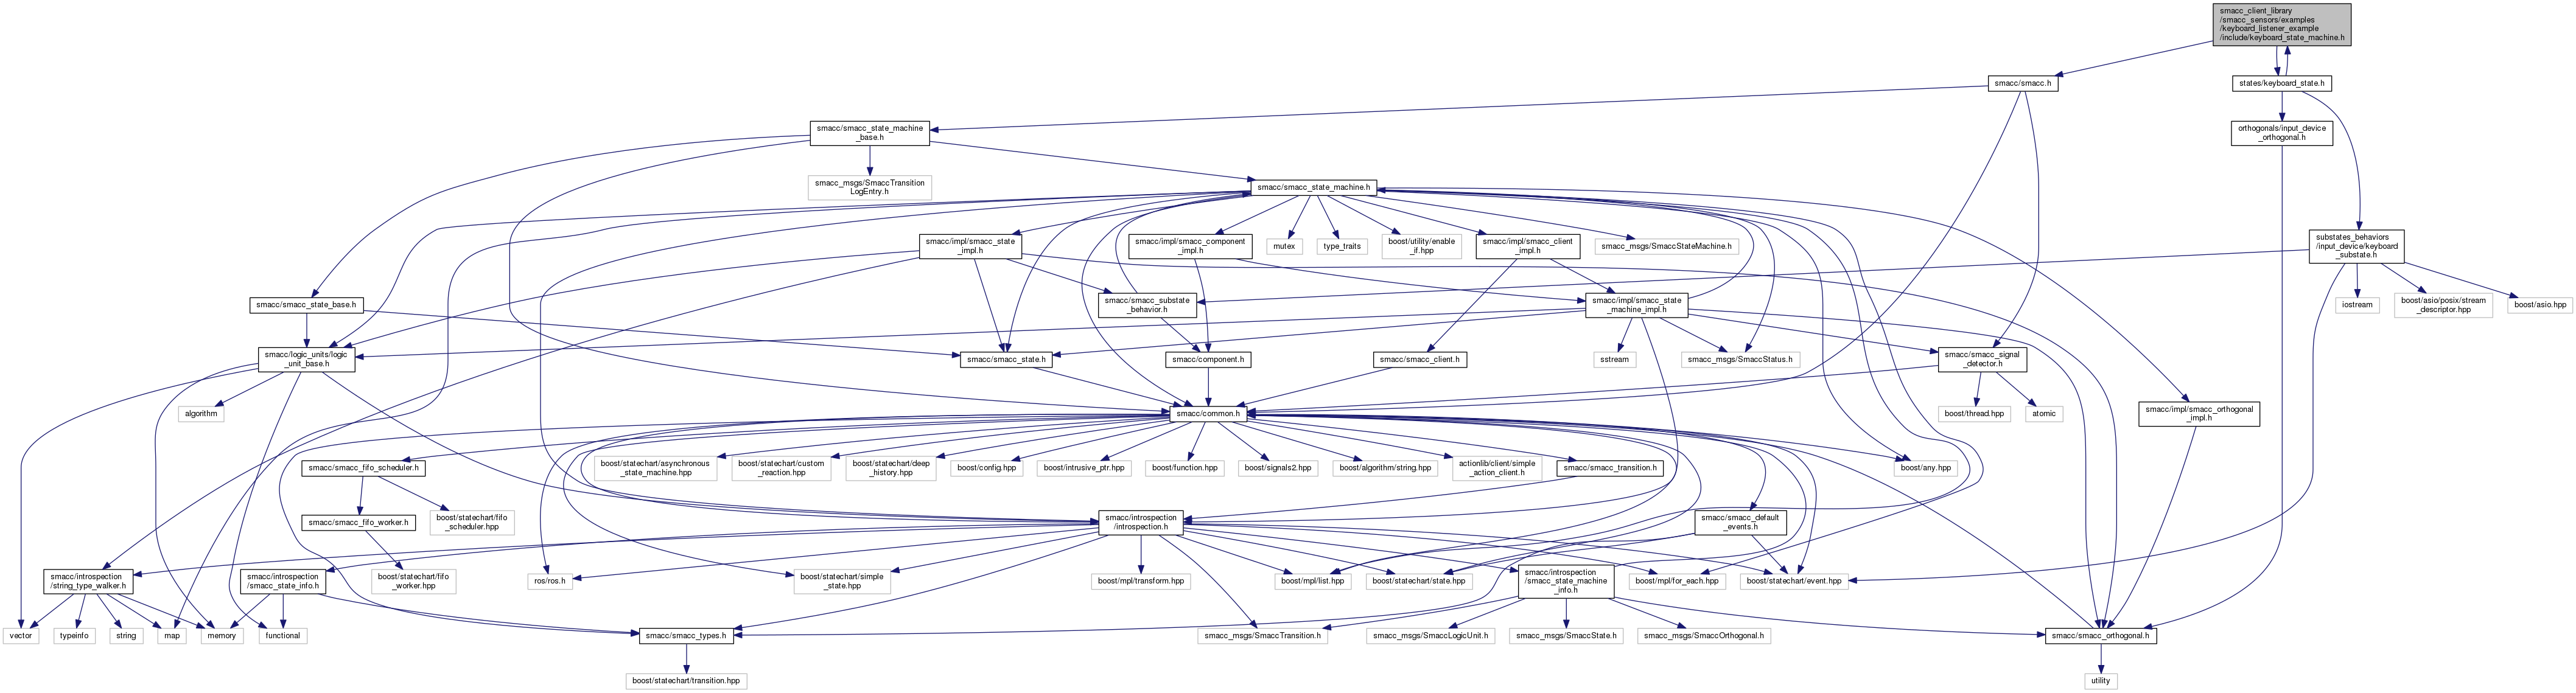 smacc_client_library
/smacc_sensors/examples
/keyboard_listener_example
/include/keyboard_state_machine.h
smacc/smacc.h
states/keyboard_state.h
smacc/smacc_state_machine
_base.h
orthogonals/input_device
_orthogonal.h
smacc_msgs/SmaccTransition
LogEntry.h
smacc/smacc_state_machine.h
smacc/impl/smacc_state
_impl.h
smacc/impl/smacc_component
_impl.h
mutex
type_traits
boost/utility/enable
_if.hpp
smacc/impl/smacc_client
_impl.h
smacc_msgs/SmaccStateMachine.h
substates_behaviors
/input_device/keyboard
_substate.h
smacc/smacc_state_base.h
smacc/smacc_substate
_behavior.h
smacc/impl/smacc_state
_machine_impl.h
iostream
boost/asio/posix/stream
_descriptor.hpp
boost/asio.hpp
smacc/logic_units/logic
_unit_base.h
smacc/smacc_state.h
smacc/component.h
smacc/smacc_client.h
sstream
smacc_msgs/SmaccStatus.h
smacc/smacc_signal
_detector.h
algorithm
smacc/common.h
boost/thread.hpp
atomic
smacc/impl/smacc_orthogonal
_impl.h
smacc/smacc_fifo_scheduler.h
boost/statechart/asynchronous
_state_machine.hpp
boost/statechart/custom
_reaction.hpp
boost/statechart/deep
_history.hpp
boost/config.hpp
boost/intrusive_ptr.hpp
boost/function.hpp
boost/signals2.hpp
boost/algorithm/string.hpp
actionlib/client/simple
_action_client.h
smacc/smacc_transition.h
boost/any.hpp
smacc/smacc_fifo_worker.h
boost/statechart/fifo
_scheduler.hpp
smacc/introspection
/introspection.h
smacc/smacc_default
_events.h
smacc/introspection
/string_type_walker.h
smacc/introspection
/smacc_state_info.h
boost/statechart/fifo
_worker.hpp
ros/ros.h
boost/statechart/simple
_state.hpp
boost/mpl/transform.hpp
boost/mpl/list.hpp
boost/statechart/state.hpp
smacc/introspection
/smacc_state_machine
_info.h
boost/mpl/for_each.hpp
boost/statechart/event.hpp
vector
typeinfo
string
map
memory
functional
smacc/smacc_types.h
smacc_msgs/SmaccTransition.h
smacc_msgs/SmaccLogicUnit.h
smacc_msgs/SmaccState.h
smacc_msgs/SmaccOrthogonal.h
smacc/smacc_orthogonal.h
boost/statechart/transition.hpp
utility